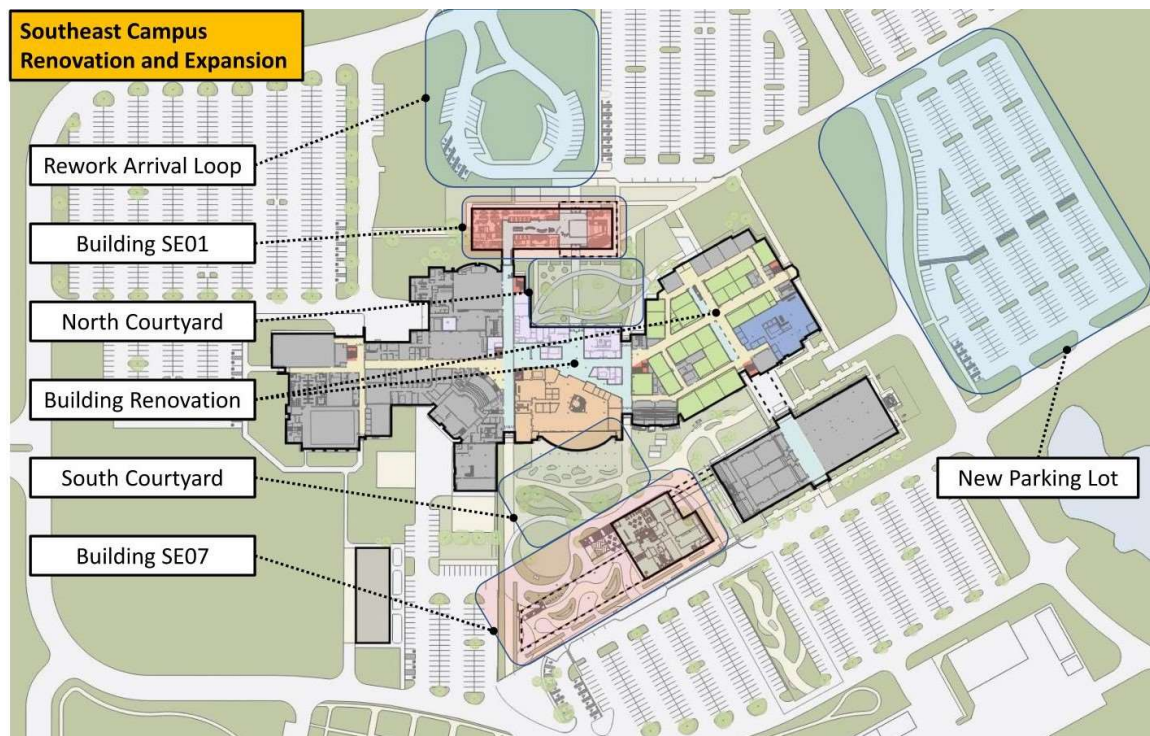 Southeast Campus
Renovation and Expansion
Rework Arrival Loop
Building SE01
North Courtyard
Building Renovation
South Courtyard
Building SE07
New Parking Lot